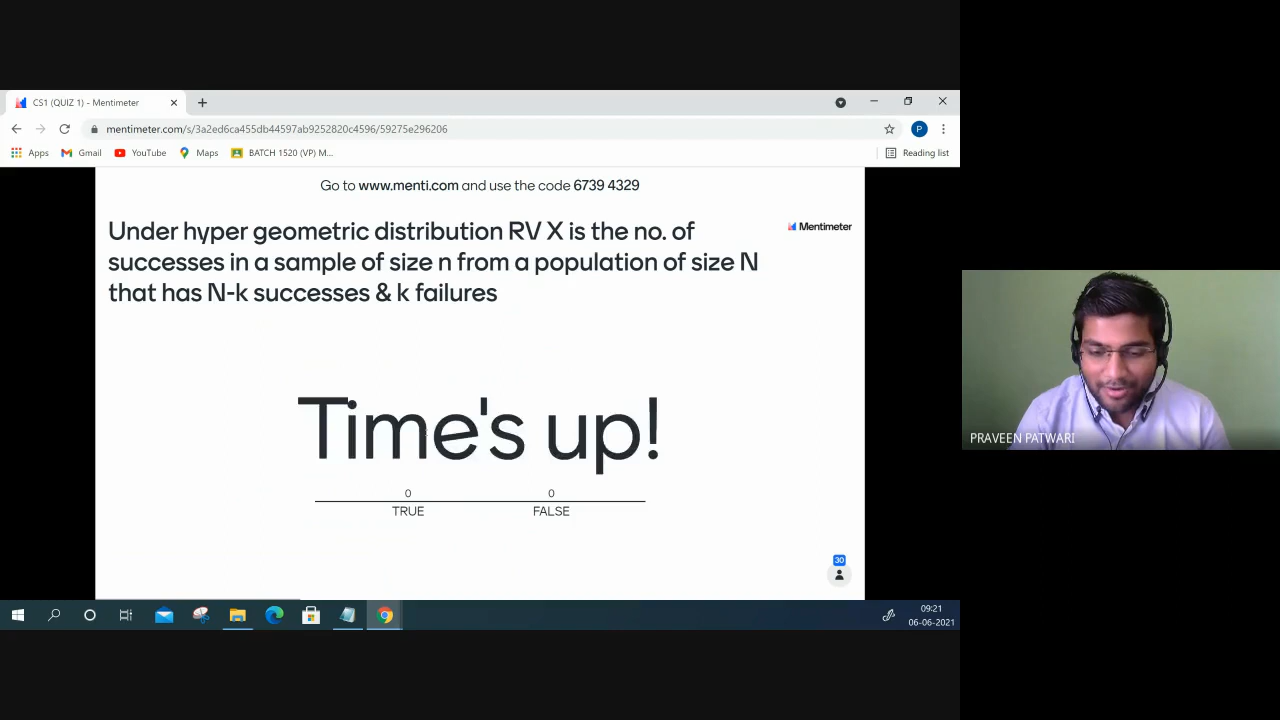 CS1 (QUIZ 1) - Mentimeter
mentimeter.com/s/3a2ed6ca455db44597ab9252820c4596/59275e296206
P
Apps
Gmail
YouTube
Maps
BATCH 1520 (VP) M...
Reading list
Go to www.menti.com and use the code 6739 4329
Under hyper geometric distribution RV X is the no. of
successes in a sample of size n from a population of size N
that has N-k successes & k failures
Mentimeter
Time's up!
0
0
TRUE
FALSE
30
PRAVEEN PATWARI
09:21
06-06-2021